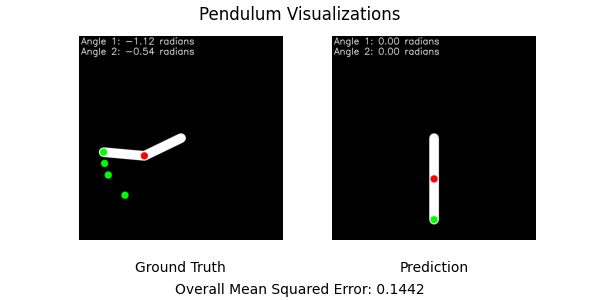 Pendulum Visualizations
Angle 1: −1.12 radians
Angle 2: −0.54 radians
Angle 1: 0.00 radians
Angle 2: 0.00 radians
Ground Truth
Prediction
Overall Mean Squared Error: 0.1442